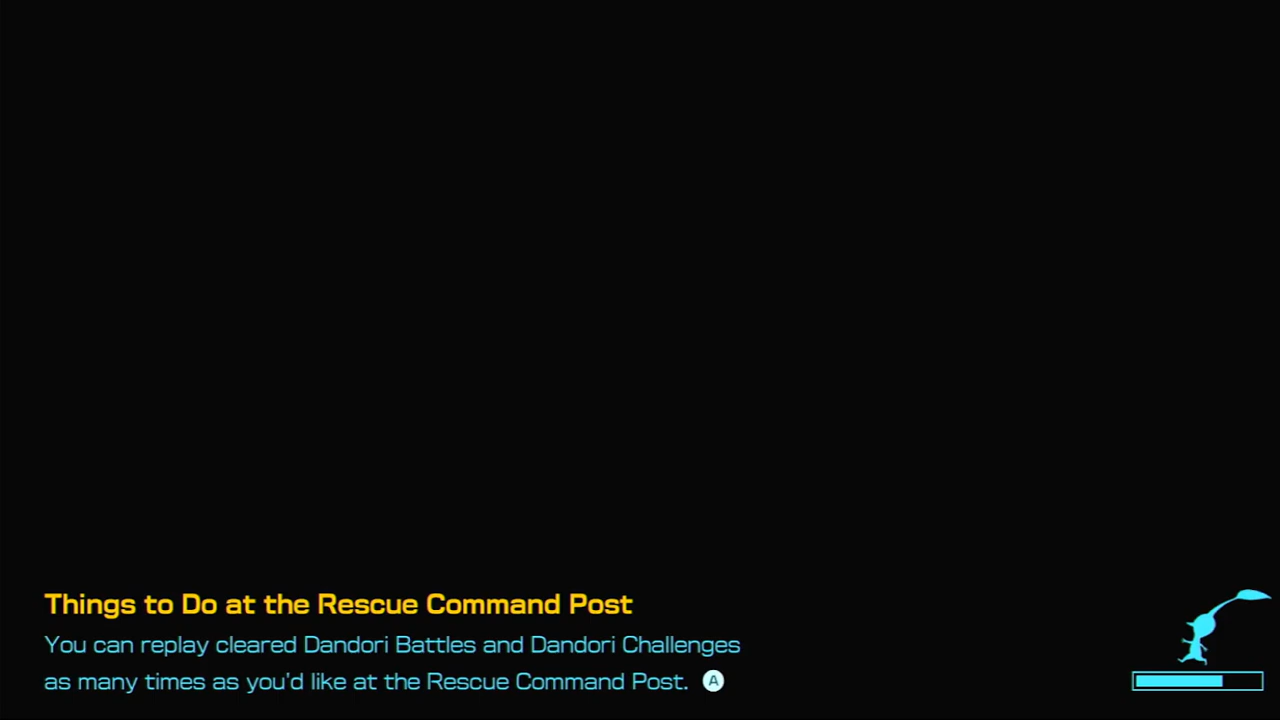 Things to Do at the Rescue Command Post
You can replay cleared Dandori Battles and Dandori Challenges
as many times as you'd like at the Rescue Command Post. A